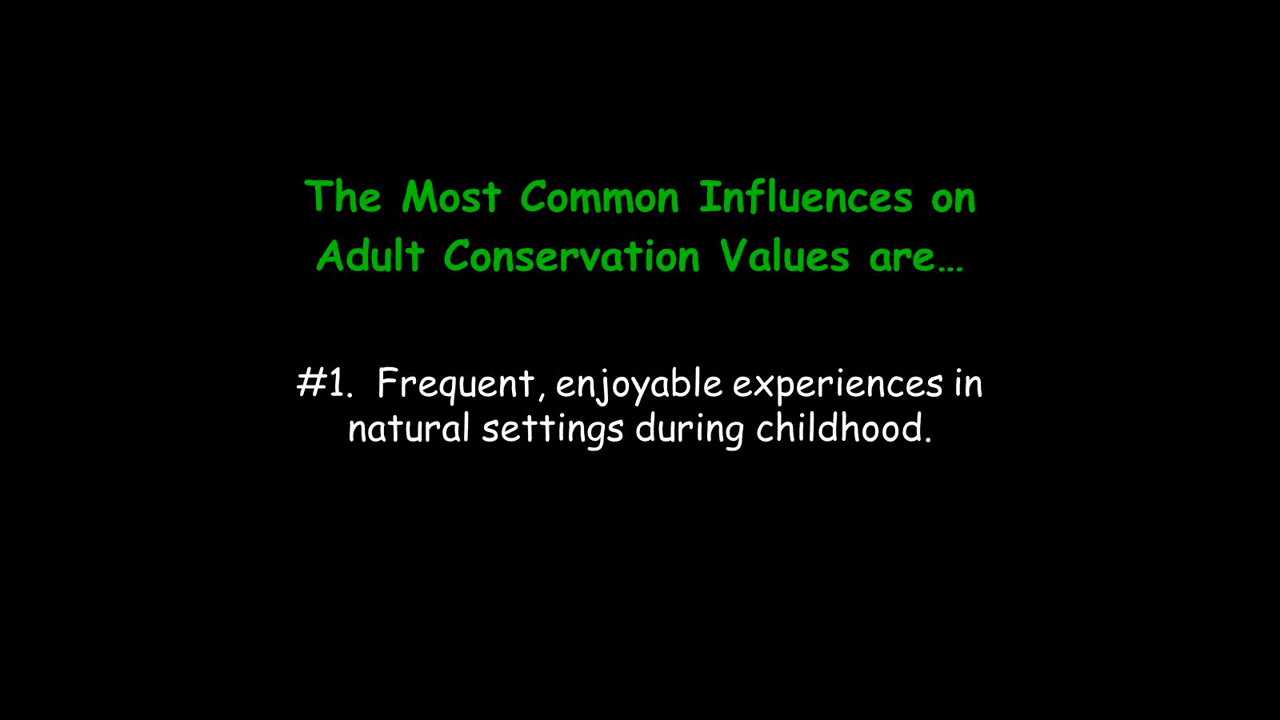 The Most Common Influences on
Adult Conservation Values are…
#1. Frequent, enjoyable experiences in
natural settings during childhood.